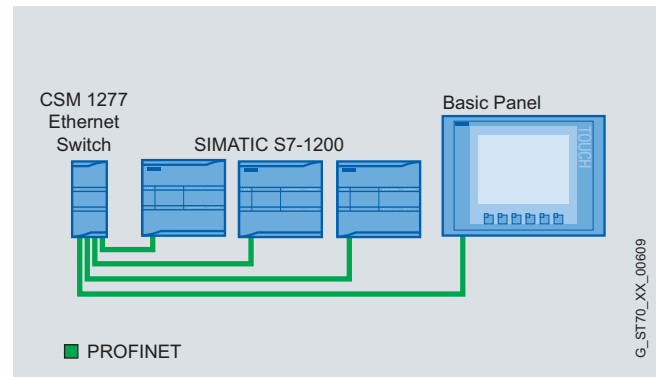 CSM 1277
Ethernet
Switch
SIMATIC S7-1200
Basic Panel
TOUCH
PROFINET
G_ST70_XX_00609